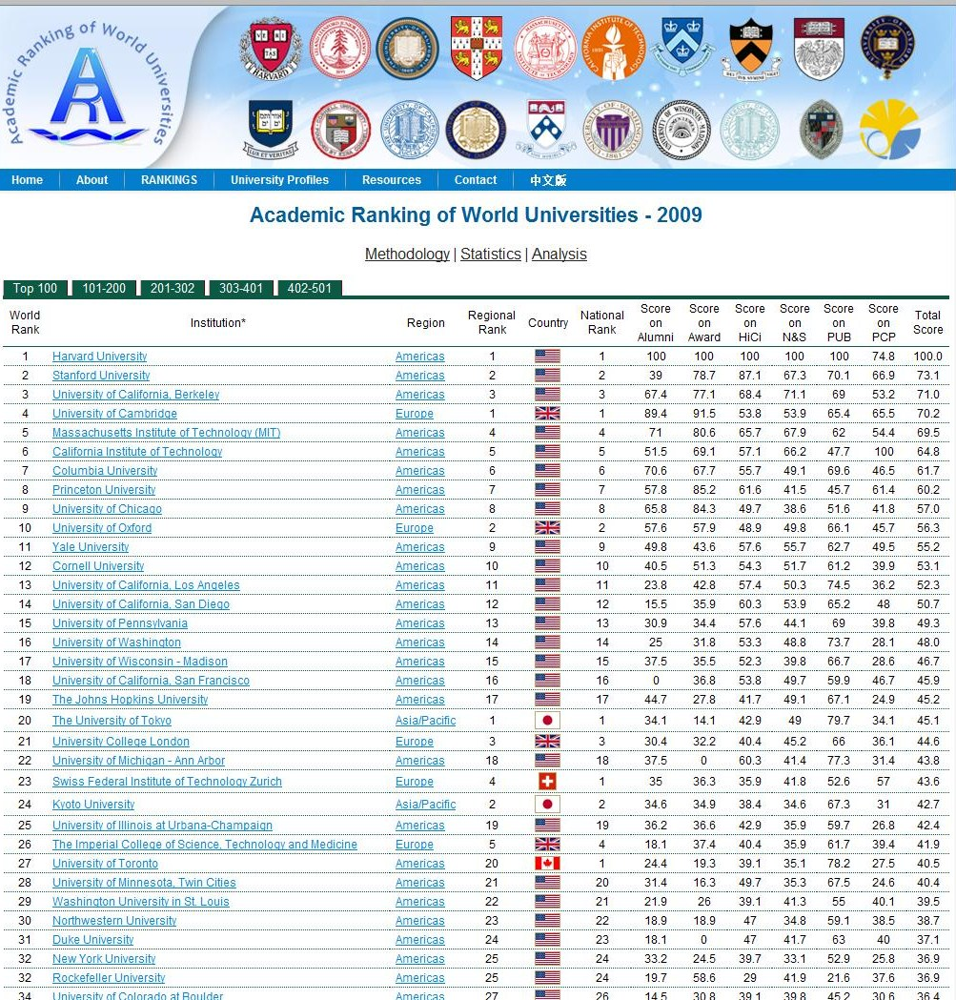 Academic Ranking of World Universities
Home About RANKINGS University Profiles Resources Contact 中文版
Academic Ranking of World Universities - 2009
Methodology | Statistics | Analysis
Top 100 101-200 201-302 303-401 402-501
World Rank Institution* Region Regional Rank Country National Rank Score on Alumni Score on Award Score on HiCi Score on N&S Score on PUB Score on PCP Total Score
1 Harvard University Americas 1 1 100 100 100 100 100 74.8 100.0
2 Stanford University Americas 2 2 39 78.7 87.1 67.3 70.1 66.9 73.1
3 University of California, Berkeley Americas 3 3 67.4 77.1 68.4 71.1 69 53.2 71.0
4 University of Cambridge Europe 1 1 89.4 91.5 53.8 53.9 65.4 65.5 70.2
5 Massachusetts Institute of Technology (MIT) Americas 4 4 71 80.6 65.7 67.9 62 54.4 69.5
6 California Institute of Technology Americas 5 5 51.5 69.1 57.1 66.2 47.7 100 64.8
7 Columbia University Americas 6 6 70.6 67.7 55.7 49.1 69.6 46.5 61.7
8 Princeton University Americas 7 7 57.8 85.2 61.6 41.5 45.7 61.4 60.2
9 University of Chicago Americas 8 8 65.8 84.3 49.7 38.6 51.6 41.8 57.0
10 University of Oxford Europe 2 2 57.6 57.9 48.9 49.8 66.1 45.7 56.3
11 Yale University Americas 9 9 49.8 43.6 57.6 55.7 62.7 49.5 55.2
12 Cornell University Americas 10 10 40.5 51.3 54.3 51.7 61.2 39.9 53.1
13 University of California, Los Angeles Americas 11 11 23.8 42.8 57.4 50.3 74.5 36.2 52.3
14 University of California, San Diego Americas 12 12 15.5 35.9 60.3 53.9 65.2 48 50.7
15 University of Pennsylvania Americas 13 13 30.9 34.4 57.6 44.1 69 39.8 49.3
16 University of Washington Americas 14 14 25 31.8 53.3 48.8 73.7 28.1 48.0
17 University of Wisconsin - Madison Americas 15 15 37.5 35.5 52.3 39.8 66.7 28.6 46.7
18 University of California, San Francisco Americas 16 16 0 36.8 53.8 49.7 59.9 46.7 45.9
19 The Johns Hopkins University Americas 17 17 44.7 27.8 41.7 49.1 67.1 24.9 45.2
20 The University of Tokyo Asia/Pacific 1 1 34.1 14.1 42.9 49 79.7 34.1 45.1
21 University College London Europe 3 3 30.4 32.2 40.4 45.2 66 36.1 44.6
22 University of Michigan - Ann Arbor Americas 18 18 37.5 0 60.3 41.4 77.3 31.4 43.8
23 Swiss Federal Institute of Technology Zurich Europe 4 1 35 36.3 35.9 41.8 52.6 57 43.6
24 Kyoto University Asia/Pacific 2 2 34.6 34.9 38.4 34.6 67.3 31 42.7
25 University of Illinois at Urbana-Champaign Americas 19 19 36.2 36.6 42.9 35.9 59.7 26.8 42.4
26 The Imperial College of Science, Technology and Medicine Europe 5 4 18.1 37.4 40.4 35.9 61.7 39.4 41.9
27 University of Toronto Americas 20 1 24.4 19.3 39.1 35.1 78.2 27.5 40.5
28 University of Minnesota, Twin Cities Americas 21 20 31.4 16.3 49.7 35.3 67.5 24.6 40.4
29 Washington University in St. Louis Americas 22 21 21.9 26 39.1 41.3 55 40.1 39.5
30 Northwestern University Americas 23 22 18.9 18.9 47 34.8 59.1 38.5 38.7
31 Duke University Americas 24 23 18.1 0 47 41.7 63 40 37.1
32 New York University Americas 25 24 33.2 24.5 39.7 33.1 52.9 25.8 36.9
32 Rockefeller University Americas 25 24 19.7 58.6 29 41.9 21.6 37.6 36.9
34 University of Colorado at Boulder Americas 27 26 14.5 30.8 39.1 39.8 45.2 30.6 36.4